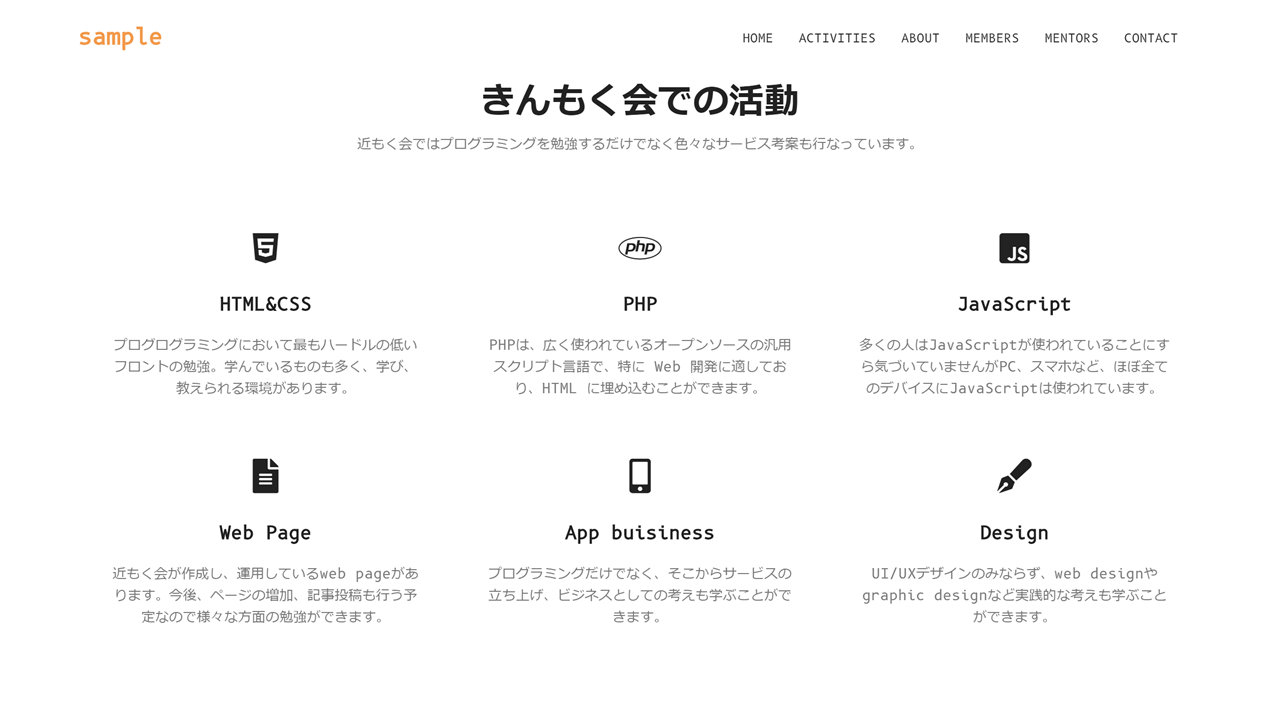 sample
HOME ACTIVITIES ABOUT MEMBERS MENTORS CONTACT
きんもく会での活動
近もく会ではプログラミングを勉強するだけでなく色々なサービス考案も行なっています。
5
php
JS
HTML&CSS
プログログラミングにおいて最もハードルの低い
フロントの勉強。学んでいるものも多く、学び、
教えられる環境があります。
PHP
PHPは、広く使われているオープンソースの汎用
スクリプト言語で、特に Web 開発に適してお
り、HTML に埋め込むことができます。
JavaScript
多くの人はJavaScriptが使われていることにす
ら気づいていませんがPC、スマホなど、ほぼ全て
のデバイスにJavaScriptは使われています。
Web Page
近もく会が作成し、運用しているweb pageがあ
ります。今後、ページの増加、記事投稿も行う予
定なので様々な方面の勉強ができます。
App buisiness
プログラミングだけでなく、そこからサービスの
立ち上げ、ビジネスとしての考えも学ぶことがで
きます。
Design
UI/UXデザインのみならず、web designや
graphic designなど実践的な考えも学ぶこと
ができます。